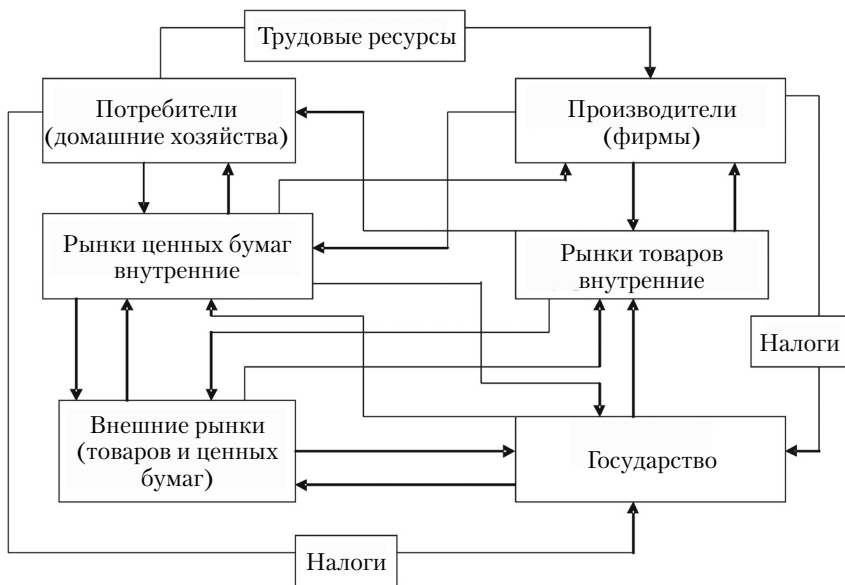 Трудовые ресурсы
Потребители
(домашние хозяйства)
Производители
(фирмы)
Рынки ценных бумаг
внутренние
Рынки товаров
внутренние
Налоги
Внешние рынки
(товаров и ценных
бумаг)
Государство
Налоги